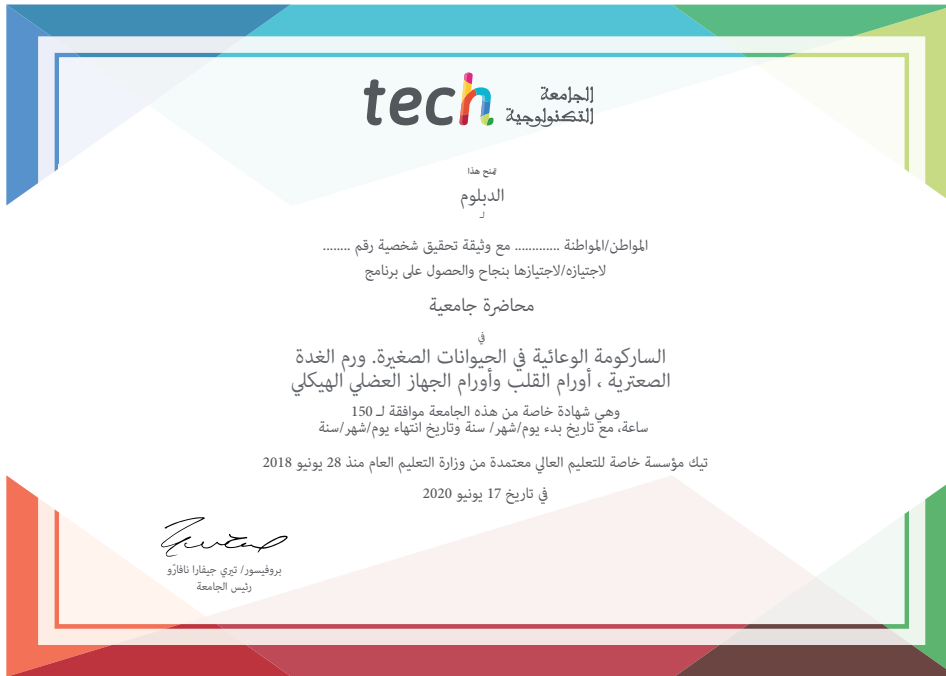 tech الجامعة
التكنولوجية
يمنح هذا
الدبلوم
لـ
المواطن/المواطنة ............ مع وثيقة تحقيق شخصية رقم ........
لاجتيازه/لاجتيازها بنجاح والحصول على برنامج
محاضرة جامعية
في
الساركومة الوعائية في الحيوانات الصغيرة. ورم الغدة
الصعترية ، أورام القلب وأورام الجهاز العضلي الهيكلي
وهي شهادة خاصة من هذه الجامعة موافقة لـ 150
ساعة، مع تاريخ بدء يوم/شهر/ سنة وتاريخ انتهاء يوم/شهر/سنة
تيك مؤسسة خاصة للتعليم العالي معتمدة من وزارة التعليم العام منذ 28 يونيو 2018
في تاريخ 17 يونيو 2020
بروفيسور/ تيري جيفارا نافارّو
رئيس الجامعة